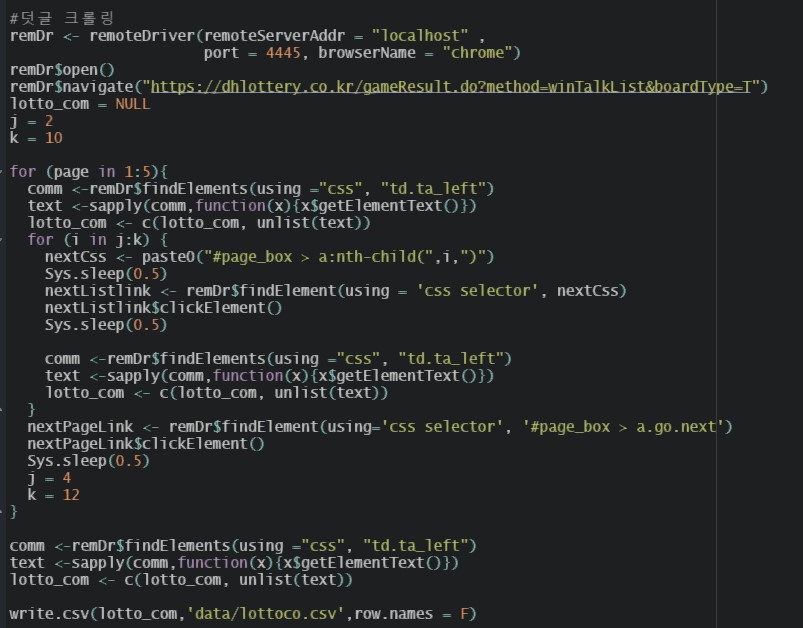 #덧글 크롤링
remDr <- remoteDriver(remoteServerAddr = "localhost" ,
port = 4445, browserName = "chrome")
remDr$open()
remDr$navigate("https://dhlottery.co.kr/gameResult.do?method=winTalkList&boardType=T")
lotto_com = NULL
j = 2
k = 10
for (page in 1:5){
comm <-remDr$findElements(using ="css", "td.ta_left")
text <-sapply(comm,function(x){x$getElementText()})
lotto_com <- c(lotto_com, unlist(text))
for (i in j:k) {
nextCss <- paste0("#page_box > a:nth-child(",i,")")
Sys.sleep(0.5)
nextListlink <- remDr$findElement(using = 'css selector', nextCss)
nextListlink$clickElement()
Sys.sleep(0.5)
comm <-remDr$findElements(using ="css", "td.ta_left")
text <-sapply(comm,function(x){x$getElementText()})
lotto_com <- c(lotto_com, unlist(text))
}
nextPageLink <- remDr$findElement(using='css selector', '#page_box > a.go.next')
nextPageLink$clickElement()
Sys.sleep(0.5)
j = 4
k = 12
}
comm <-remDr$findElements(using ="css", "td.ta_left")
text <-sapply(comm,function(x){x$getElementText()})
lotto_com <- c(lotto_com, unlist(text))
write.csv(lotto_com,'data/lottoco.csv',row.names = F)